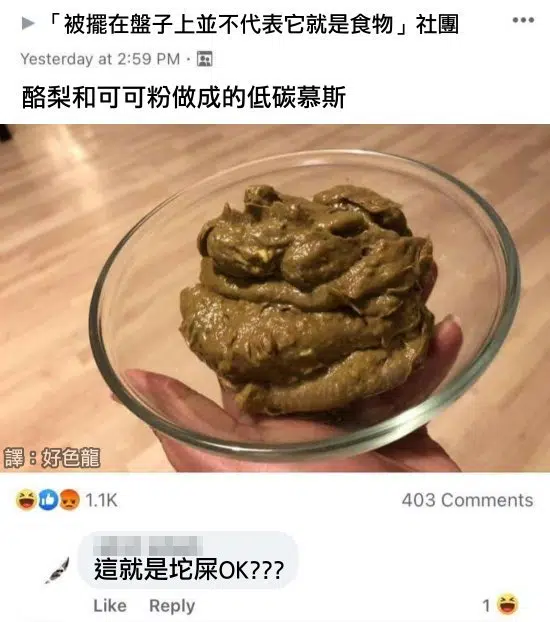 「被擺在盤子上並不代表它就是食物」社團
Yesterday at 2:59 PM ·
酪梨和可可粉做成的低碳慕斯
譯：好色龍
1.1K
403 Comments
這就是坨屎OK???
Like Reply
1